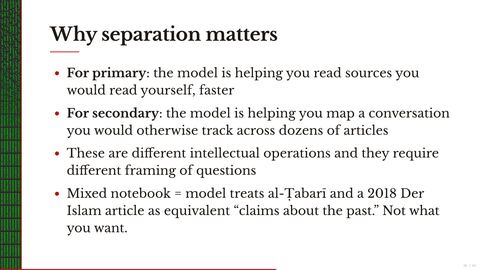 Why separation matters
• For primary: the model is helping you read sources you
would read yourself, faster
• For secondary: the model is helping you map a conversation
you would otherwise track across dozens of articles
• These are different intellectual operations and they require
different framing of questions
• Mixed notebook = model treats al-Ṭabarī and a 2018 Der
Islam article as equivalent “claims about the past.” Not what
you want.